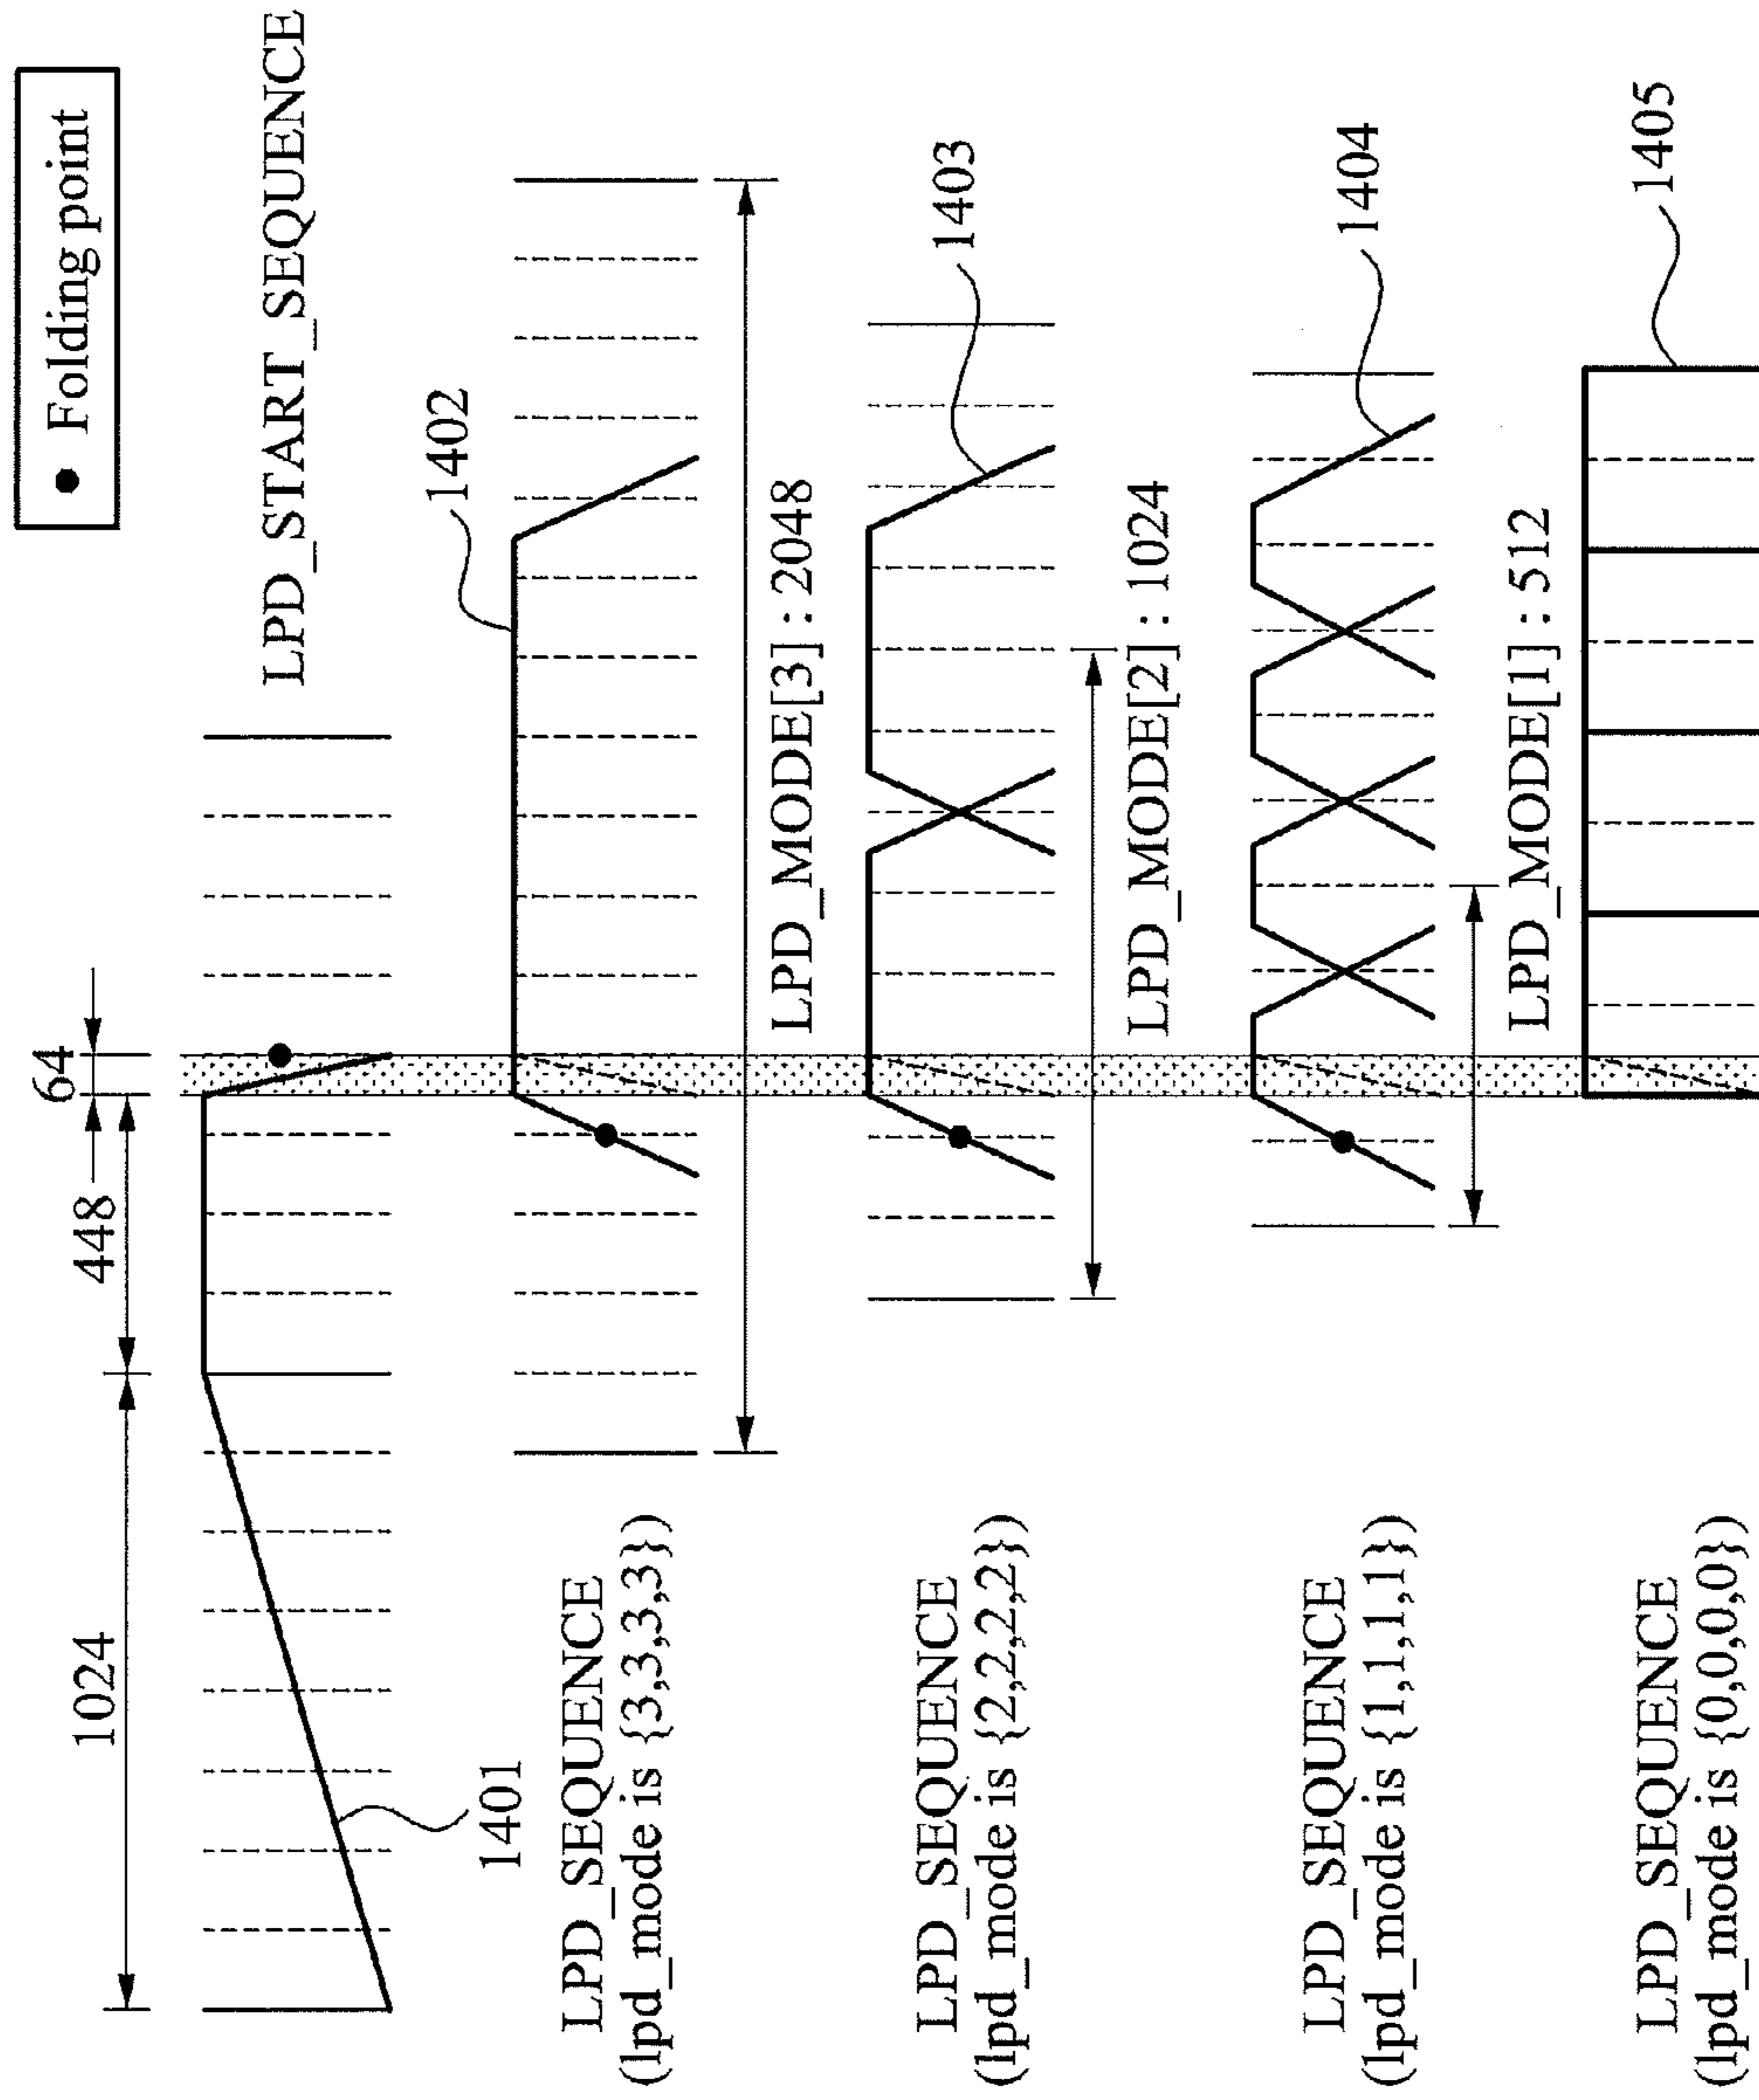 ● Folding point
64
1024
448
LPD_START_SEQUENCE
1401
1402
LPD_SEQUENCE
(lpd_mode is {3,3,3,3})
LPD_MODE[3] : 2048
1403
LPD_SEQUENCE
(lpd_mode is {2,2,2,2})
LPD_MODE[2] : 1024
1404
LPD_SEQUENCE
(lpd_mode is {1,1,1,1})
LPD_MODE[1] : 512
1405
LPD_SEQUENCE
(lpd_mode is {0,0,0,0})